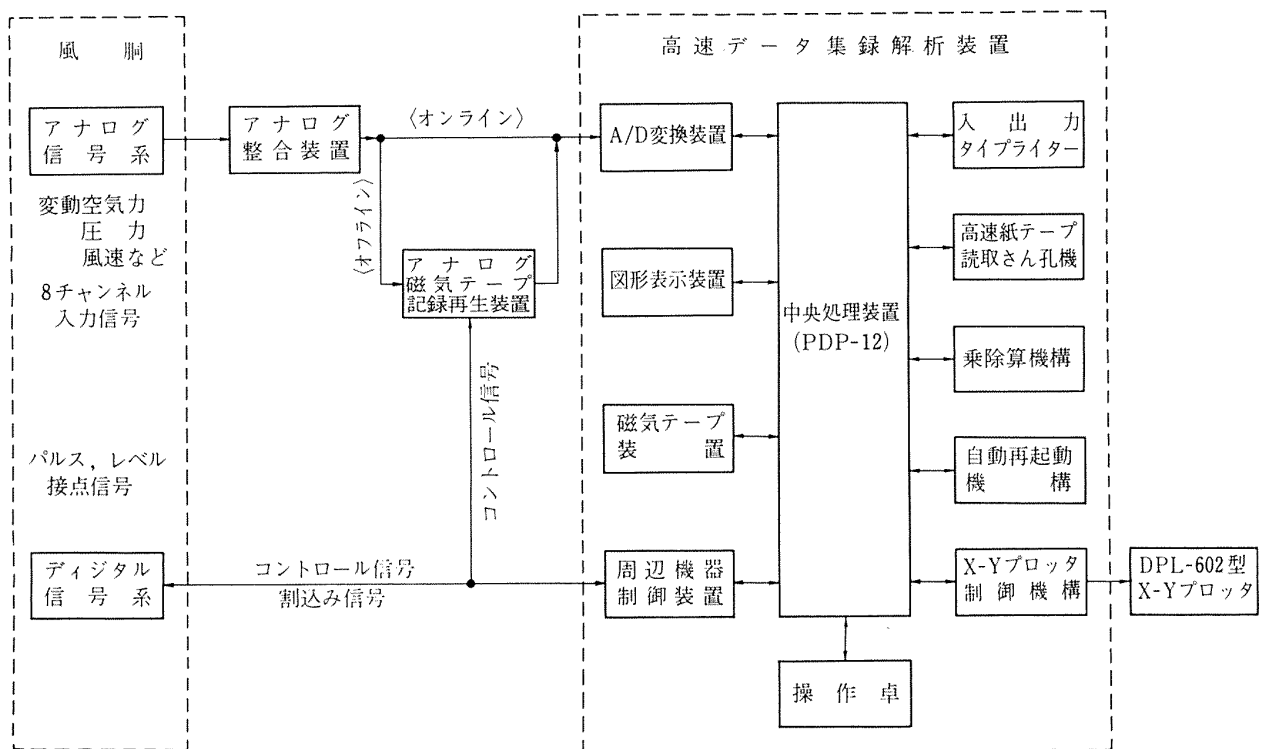 風胴
高速データ集録解析装置
アナログ
信号系
アナログ
整合装置
〈オンライン〉
〈オフライン〉
A/D変換装置
入出力
タイプライター
変動空気力
圧力
風速など
8チャンネル
入力信号
アナログ
磁気テープ
記録再生装置
図形表示装置
中央処理装置
(PDP-12)
高速紙テープ
読取さん孔機
乗除算機構
コントロール信号
磁気テープ
装置
自動再起動
機構
パルス，レベル
接点信号
ディジタル
信号系
コントロール信号
割込み信号
周辺機器
制御装置
X-Yプロッタ
制御機構
DPL-602型
X-Yプロッタ
操作卓